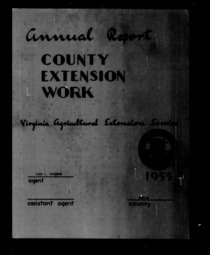 Annual Report
COUNTY
EXTENSION
WORK
Virginia Agricultural Extension Service
1955
agent
assistant agent
county